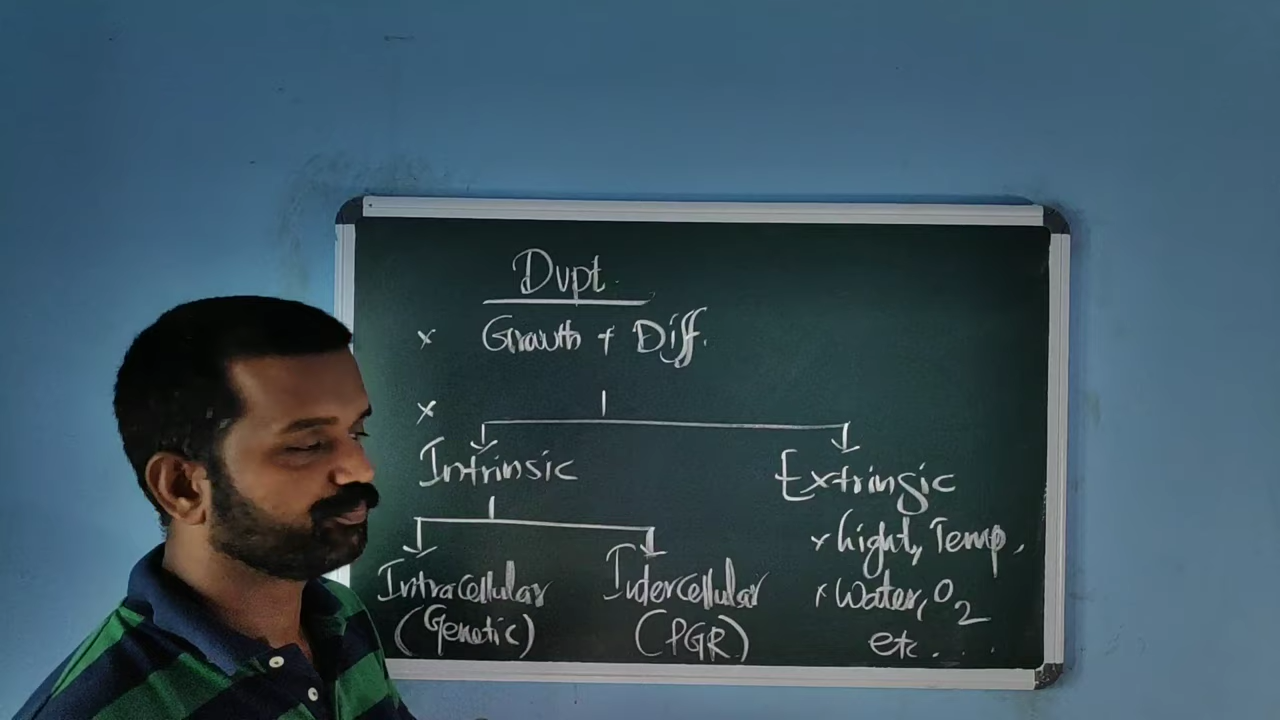 Dvpt.
x Growth + Diff.
x
Intrinsic Extrinsic
x Light, Temp,
Intracellular Intercellular x Water, O2
(Genetic) (PGR) etc....